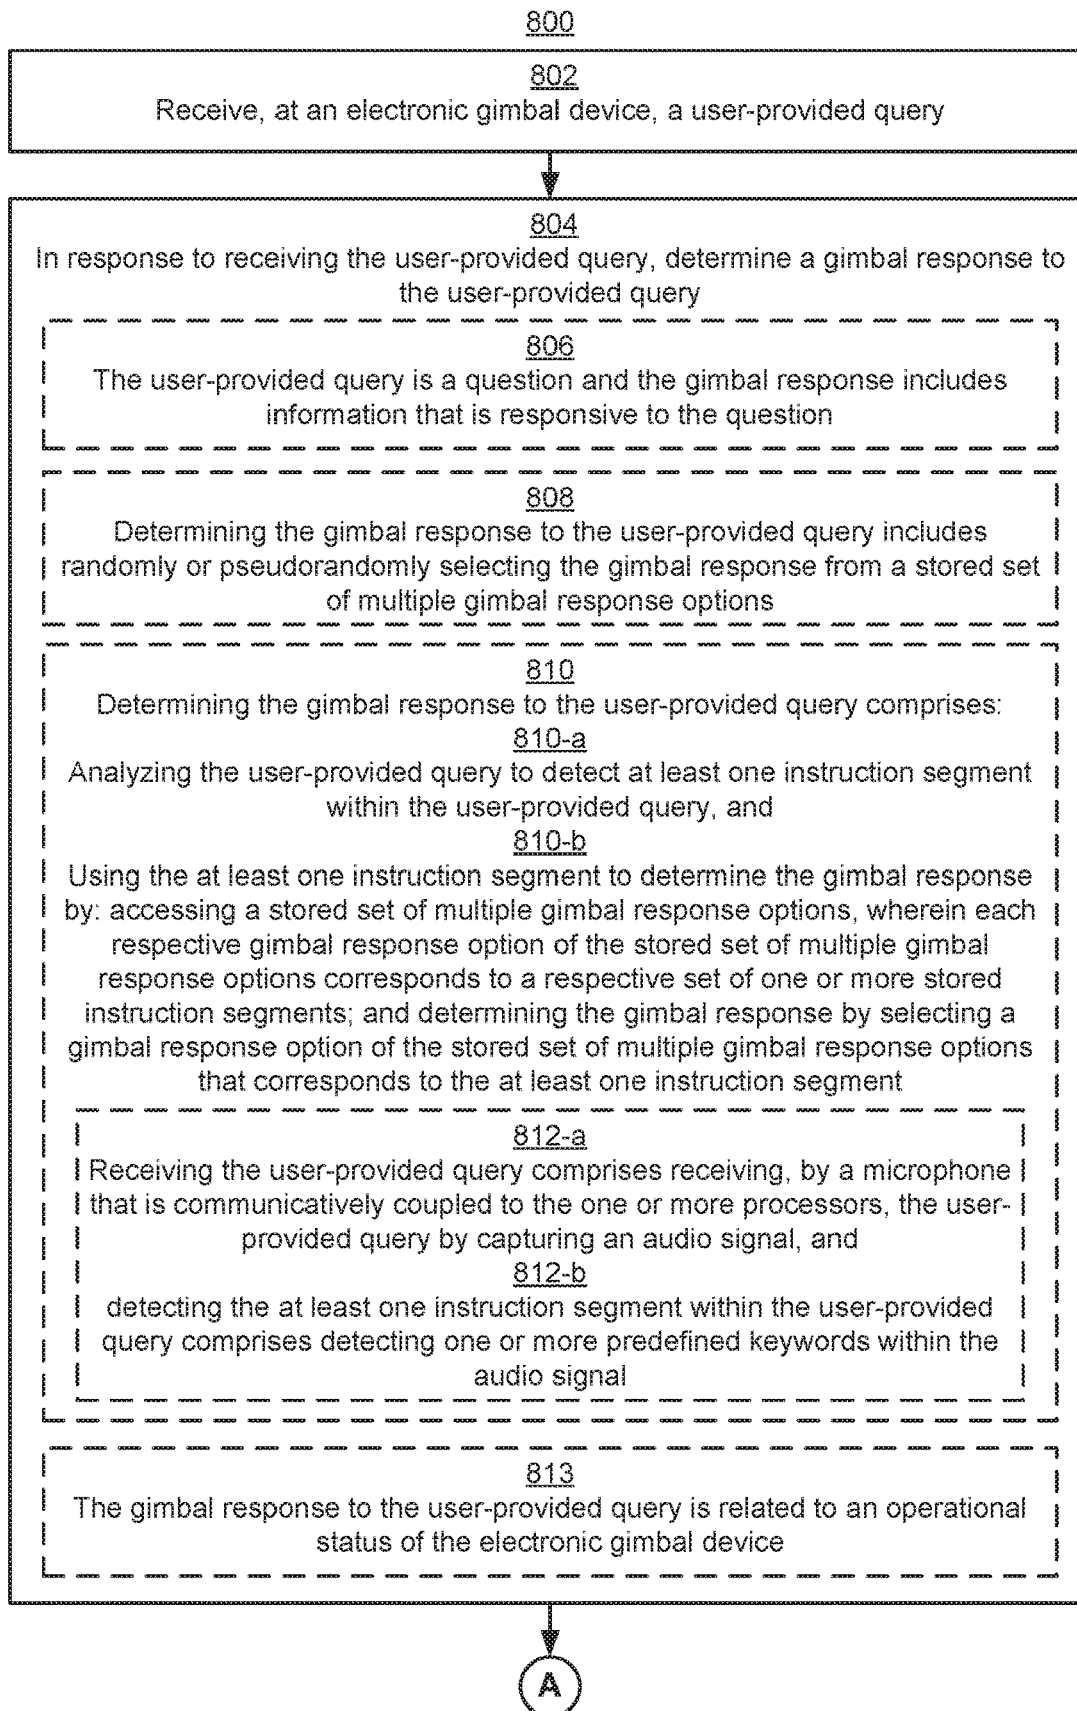 800
802
Receive, at an electronic gimbal device, a user-provided query
804
In response to receiving the user-provided query, determine a gimbal response to
the user-provided query
806
The user-provided query is a question and the gimbal response includes
information that is responsive to the question
808
Determining the gimbal response to the user-provided query includes
randomly or pseudorandomly selecting the gimbal response from a stored set
of multiple gimbal response options
810
Determining the gimbal response to the user-provided query comprises:
810-a
Analyzing the user-provided query to detect at least one instruction segment
within the user-provided query, and
810-b
Using the at least one instruction segment to determine the gimbal response
by: accessing a stored set of multiple gimbal response options, wherein each
respective gimbal response option of the stored set of multiple gimbal
response options corresponds to a respective set of one or more stored
instruction segments; and determining the gimbal response by selecting a
gimbal response option of the stored set of multiple gimbal response options
that corresponds to the at least one instruction segment
812-a
Receiving the user-provided query comprises receiving, by a microphone
that is communicatively coupled to the one or more processors, the user-
provided query by capturing an audio signal, and
812-b
detecting the at least one instruction segment within the user-provided
query comprises detecting one or more predefined keywords within the
audio signal
813
The gimbal response to the user-provided query is related to an operational
status of the electronic gimbal device
A